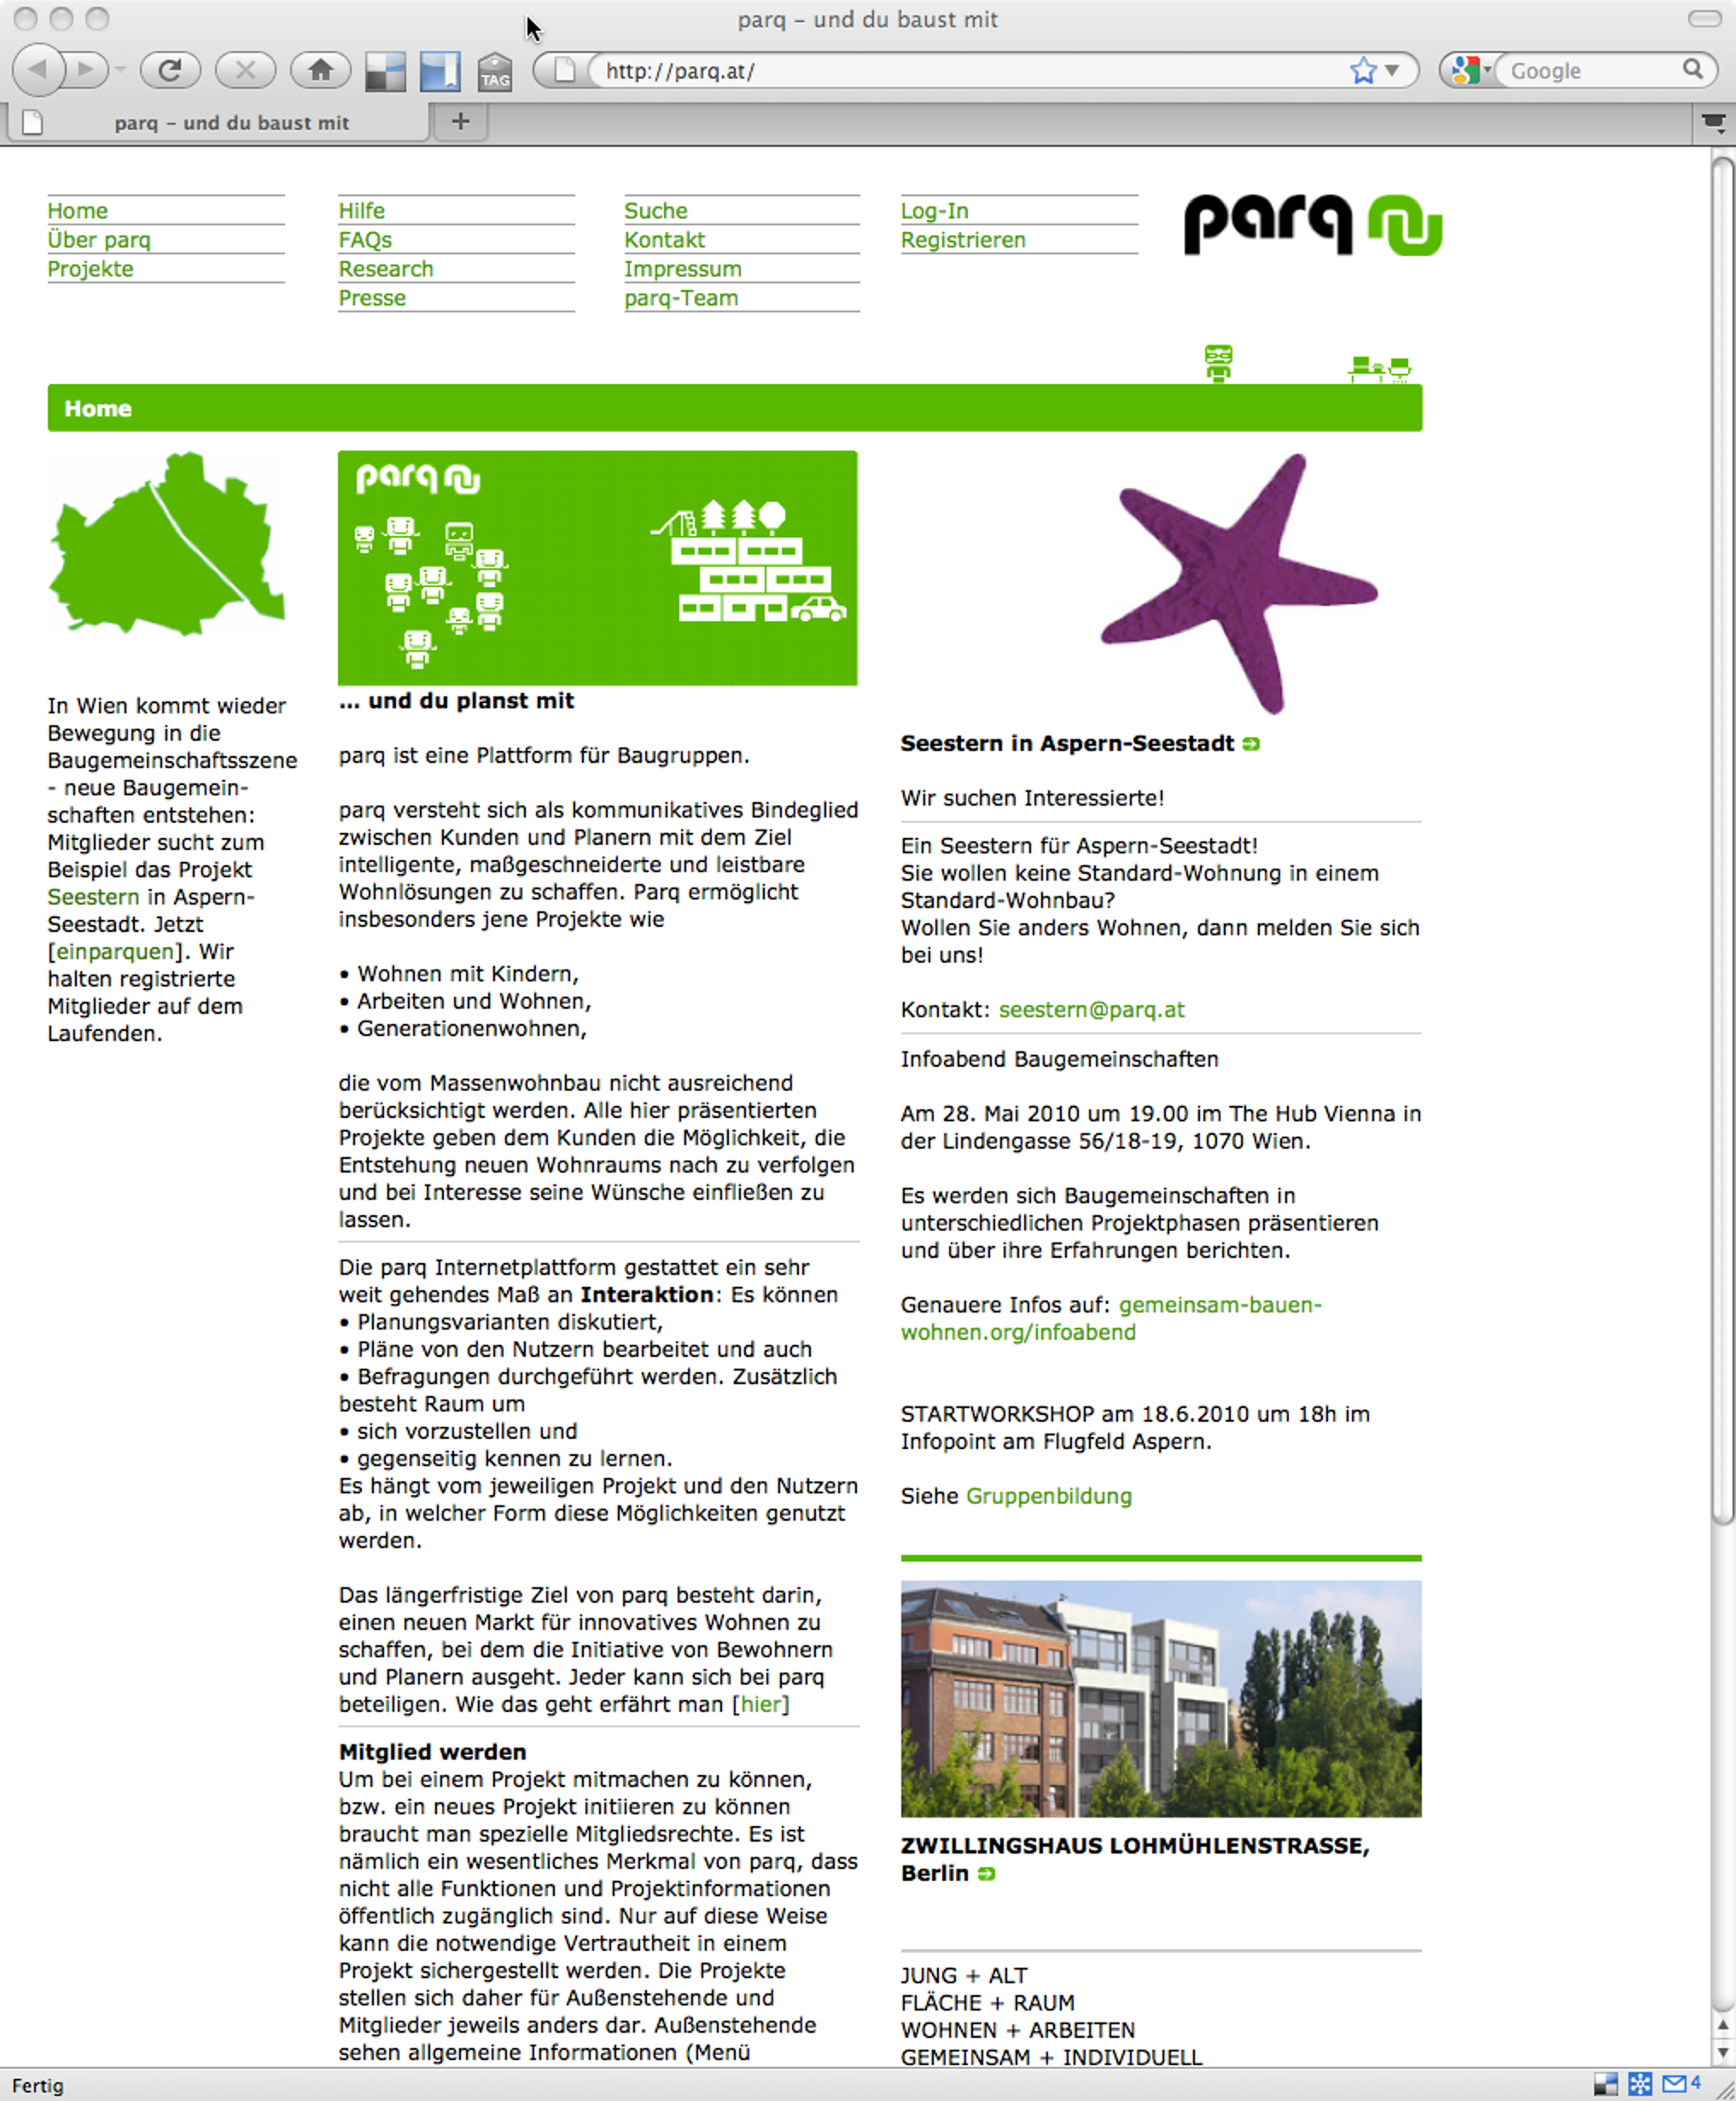 parq – und du baust mit
TAG
http://parq.at/
Google
parq – und du baust mit
+
Home
Über parq
Projekte
Hilfe
FAQs
Research
Presse
Suche
Kontakt
Impressum
parq-Team
Log-In
Registrieren
parq
Home
In Wien kommt wieder
Bewegung in die
Baugemeinschaftsszene
- neue Baugemein-
schaften entstehen:
Mitglieder sucht zum
Beispiel das Projekt
Seestern in Aspern-
Seestadt. Jetzt
[einparquen]. Wir
halten registrierte
Mitglieder auf dem
Laufenden.
parq
... und du planst mit
parq ist eine Plattform für Baugruppen.
parq versteht sich als kommunikatives Bindeglied
zwischen Kunden und Planern mit dem Ziel
intelligente, maßgeschneiderte und leistbare
Wohnlösungen zu schaffen. Parq ermöglicht
insbesonders jene Projekte wie
• Wohnen mit Kindern,
• Arbeiten und Wohnen,
• Generationenwohnen,
die vom Massenwohnbau nicht ausreichend
berücksichtigt werden. Alle hier präsentierten
Projekte geben dem Kunden die Möglichkeit, die
Entstehung neuen Wohnraums nach zu verfolgen
und bei Interesse seine Wünsche einfließen zu
lassen.
Die parq Internetplattform gestattet ein sehr
weit gehendes Maß an Interaktion: Es können
• Planungsvarianten diskutiert,
• Pläne von den Nutzern bearbeitet und auch
• Befragungen durchgeführt werden. Zusätzlich
besteht Raum um
• sich vorzustellen und
• gegenseitig kennen zu lernen.
Es hängt vom jeweiligen Projekt und den Nutzern
ab, in welcher Form diese Möglichkeiten genutzt
werden.
Das längerfristige Ziel von parq besteht darin,
einen neuen Markt für innovatives Wohnen zu
schaffen, bei dem die Initiative von Bewohnern
und Planern ausgeht. Jeder kann sich bei parq
beteiligen. Wie das geht erfährt man [hier]
Mitglied werden
Um bei einem Projekt mitmachen zu können,
bzw. ein neues Projekt initiieren zu können
braucht man spezielle Mitgliedsrechte. Es ist
nämlich ein wesentliches Merkmal von parq, dass
nicht alle Funktionen und Projektinformationen
öffentlich zugänglich sind. Nur auf diese Weise
kann die notwendige Vertrautheit in einem
Projekt sichergestellt werden. Die Projekte
stellen sich daher für Außenstehende und
Mitglieder jeweils anders dar. Außenstehende
sehen allgemeine Informationen (Menü
Seestern in Aspern-Seestadt
Wir suchen Interessierte!
Ein Seestern für Aspern-Seestadt!
Sie wollen keine Standard-Wohnung in einem
Standard-Wohnbau?
Wollen Sie anders Wohnen, dann melden Sie sich
bei uns!
Kontakt: seestern@parq.at
Infoabend Baugemeinschaften
Am 28. Mai 2010 um 19.00 im The Hub Vienna in
der Lindengasse 56/18-19, 1070 Wien.
Es werden sich Baugemeinschaften in
unterschiedlichen Projektphasen präsentieren
und über ihre Erfahrungen berichten.
Genauere Infos auf: gemeinsam-bauen-
wohnen.org/infoabend
STARTWORKSHOP am 18.6.2010 um 18h im
Infopoint am Flugfeld Aspern.
Siehe Gruppenbildung
ZWILLINGSHAUS LOHMÜHLENSTRASSE,
Berlin
JUNG + ALT
FLÄCHE + RAUM
WOHNEN + ARBEITEN
GEMEINSAM + INDIVIDUELL
Fertig
4